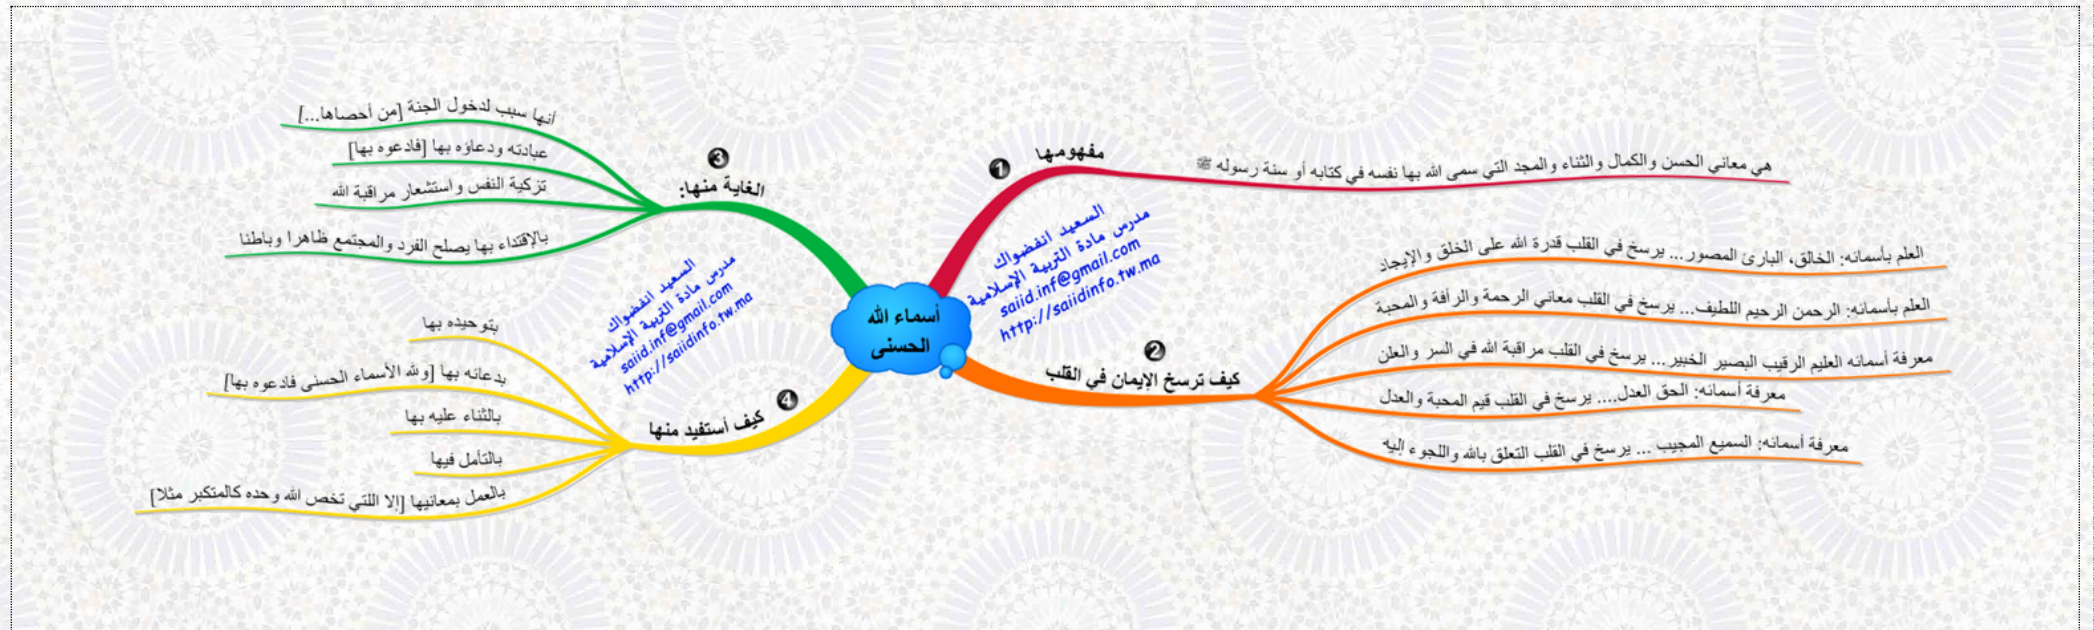 أسماء الله
الحسنى
❶
مفهومها
هي معاني الحسن والكمال والثناء والمجد التي سمى الله بها نفسه في كتابه أو سنة رسوله ﷺ
❷
كيف ترسخ الإيمان في القلب
العلم بأسمائه: الخالق، البارئ المصور... يرسخ في القلب قدرة الله على الخلق والإيجاد
العلم بأسمائه: الرحمن الرحيم اللطيف... يرسخ في القلب معاني الرحمة والرأفة والمحبة
معرفة أسمائه العليم الرقيب البصير الخبير... يرسخ في القلب مراقبة الله في السر والعلن
معرفة أسمائه: الحق العدل.... يرسخ في القلب قيم المحبة والعدل
معرفة أسمائه: السميع المجيب ... يرسخ في القلب التعلق بالله واللجوء إليه
❸
الغاية منها:
أنها سبب لدخول الجنة [من أحصاها...]
عبادته ودعاؤه بها [فادعوه بها]
تزكية النفس واستشعار مراقبة الله
بالإقتداء بها يصلح الفرد والمجتمع ظاهرا وباطنا
❹
كيف أستفيد منها
بتوحيده بها
بدعائه بها [ولله الأسماء الحسنى فادعوه بها]
بالثناء عليه بها
بالتأمل فيها
بالعمل بمعانيها [إلا اللتي تخص الله وحده كالمتكبر مثلا]
السعيد انفضواك
مدرس مادة التربية الإسلامية
saiid.inf@gmail.com
http://saiidinfo.tw.ma
السعيد انفضواك
مدرس مادة التربية الإسلامية
saiid.inf@gmail.com
http://saiidinfo.tw.ma